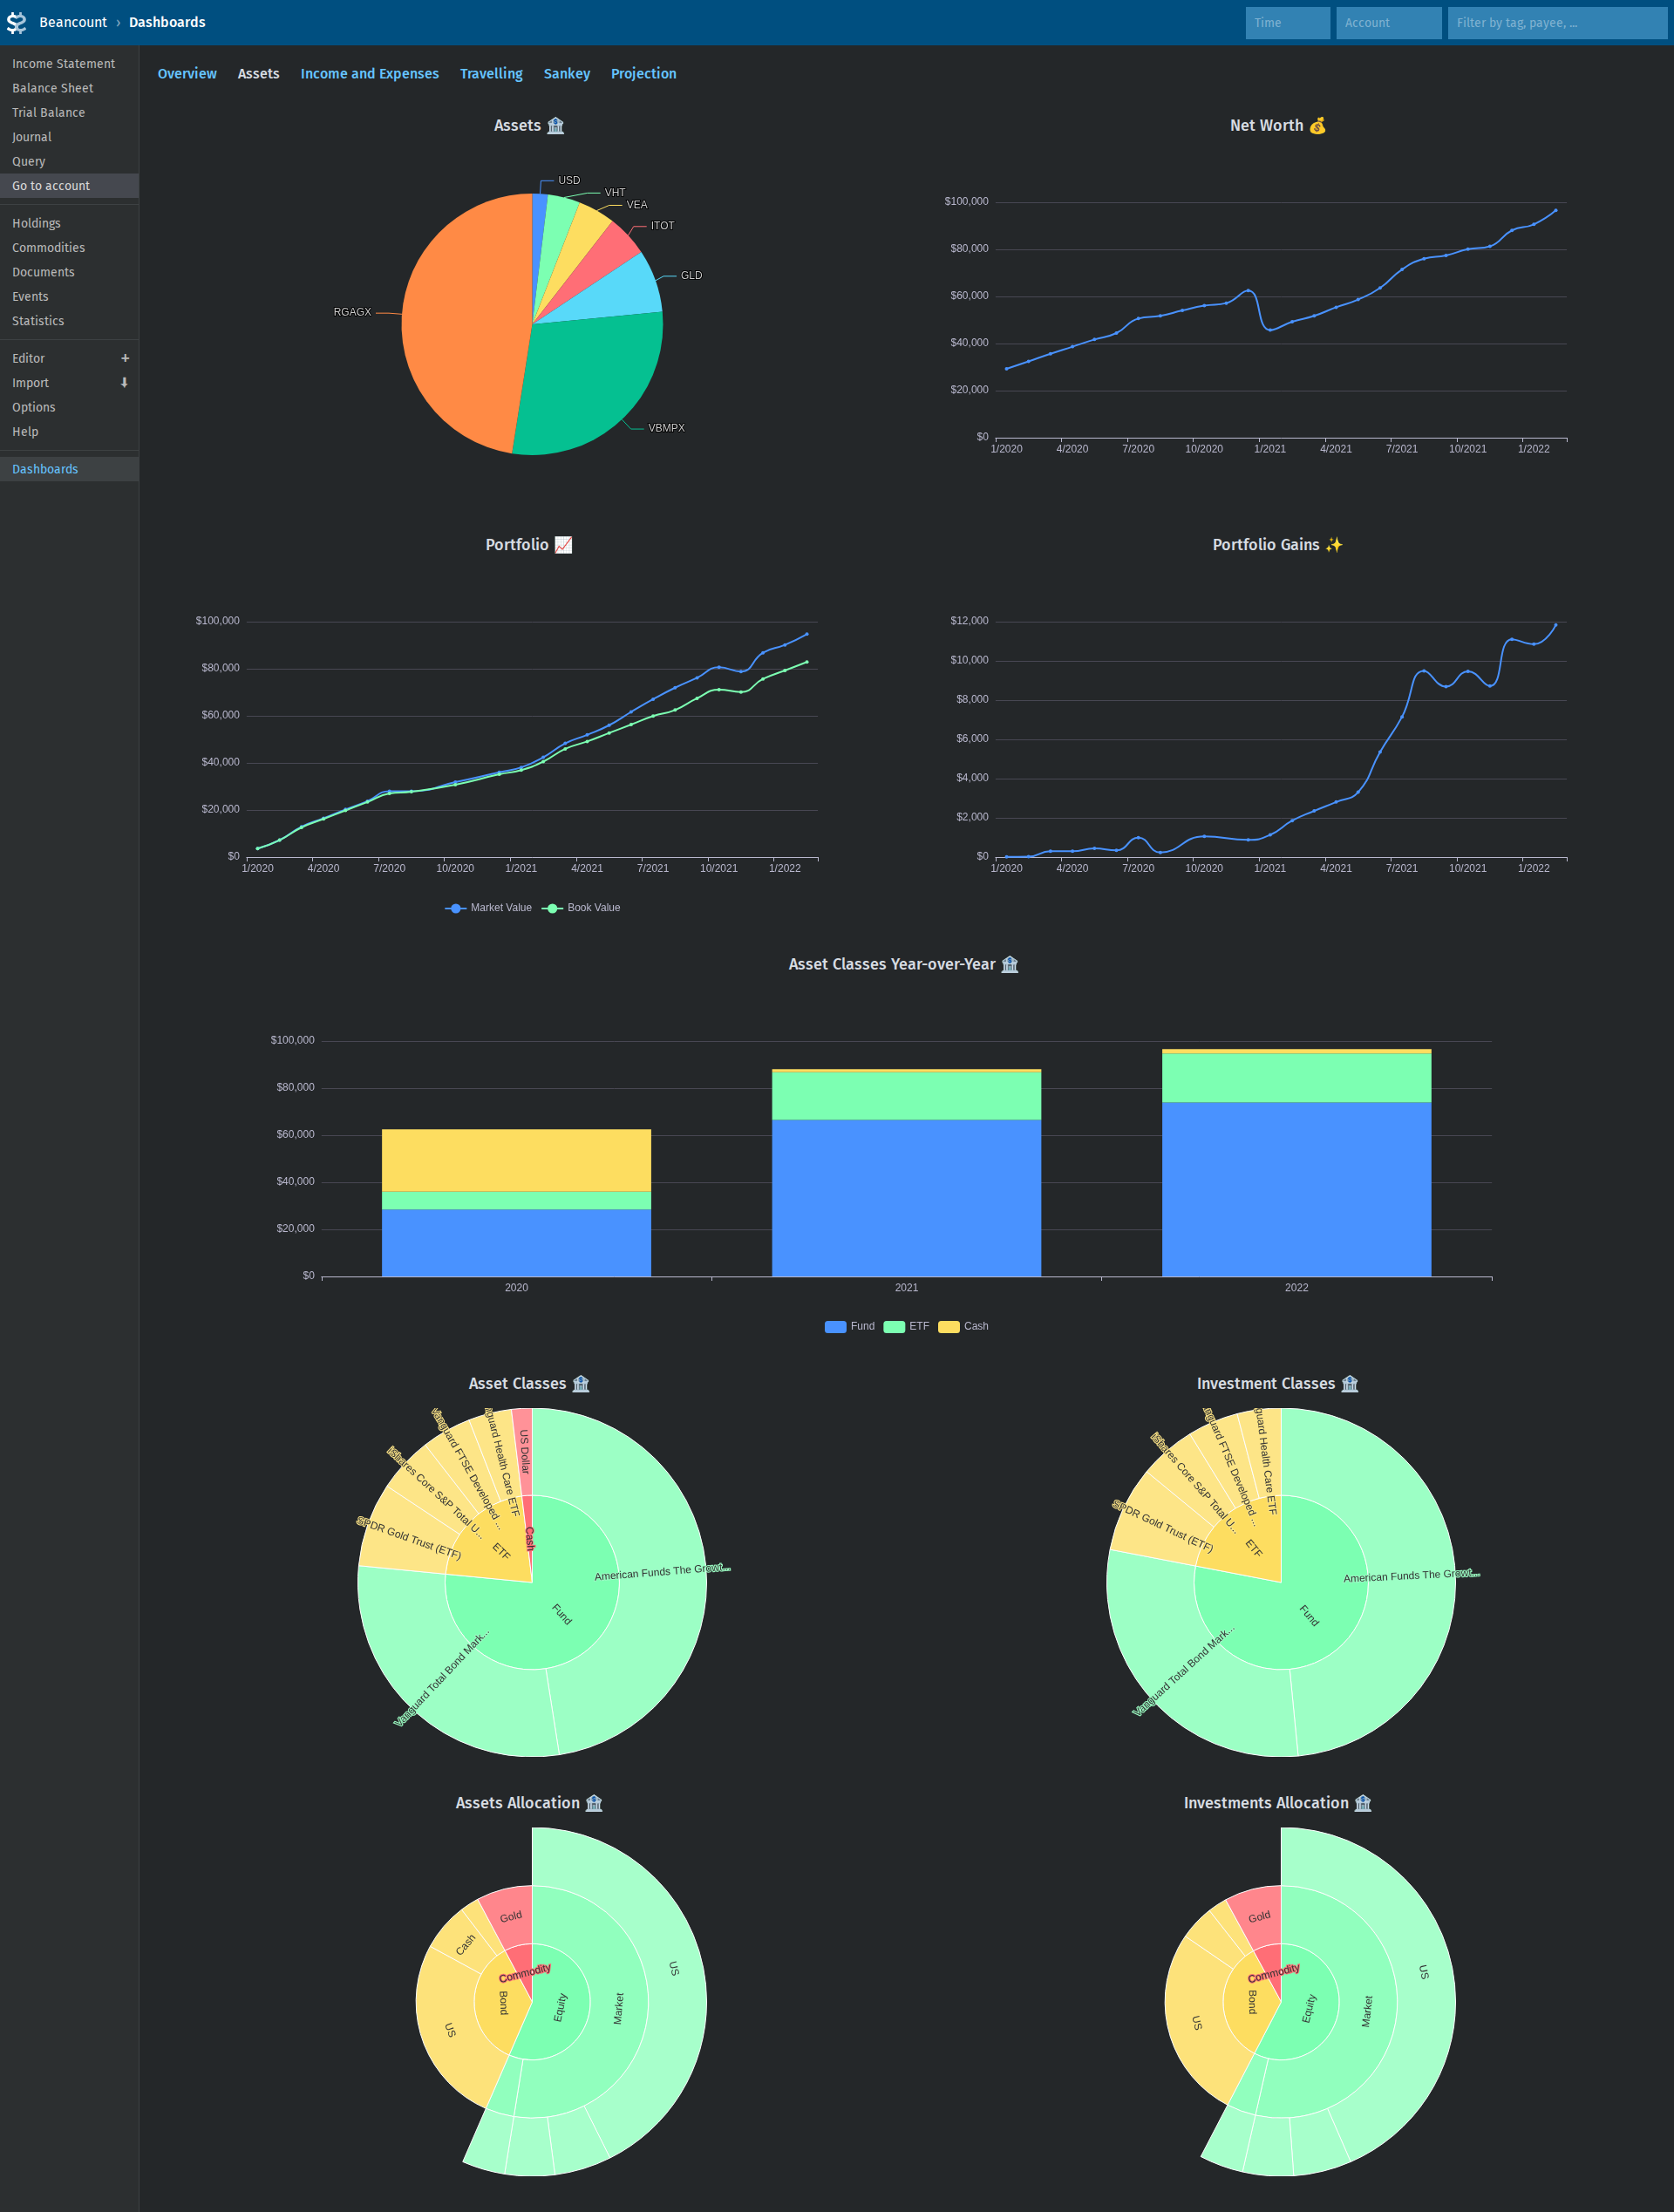 Beancount › Dashboards
Time
Account
Filter by tag, payee, ...
Income Statement
Balance Sheet
Trial Balance
Journal
Query
Go to account
Holdings
Commodities
Documents
Events
Statistics
Editor +
Import
Options
Help
Dashboards
Overview Assets Income and Expenses Travelling Sankey Projection
Assets
USD
VHT
VEA
ITOT
GLD
RGAGX
VBMPX
Net Worth
$100,000
$80,000
$60,000
$40,000
$20,000
$0
1/2020 4/2020 7/2020 10/2020 1/2021 4/2021 7/2021 10/2021 1/2022
Portfolio
$100,000
$80,000
$60,000
$40,000
$20,000
$0
1/2020 4/2020 7/2020 10/2020 1/2021 4/2021 7/2021 10/2021 1/2022
Market Value Book Value
Portfolio Gains
$12,000
$10,000
$8,000
$6,000
$4,000
$2,000
$0
1/2020 4/2020 7/2020 10/2020 1/2021 4/2021 7/2021 10/2021 1/2022
Asset Classes Year-over-Year
$100,000
$80,000
$60,000
$40,000
$20,000
$0
2020 2021 2022
Fund ETF Cash
Asset Classes
US Dollar
guard Health Care ETF
Vanguard FTSE Developed ...
iShares Core S&P Total U...
SPDR Gold Trust (ETF)
ETF
Cash
American Funds The Growt...
Fund
Vanguard Total Bond Mark...
Investment Classes
guard Health Care ETF
nguard FTSE Developed ...
iShares Core S&P Total U...
SPDR Gold Trust (ETF)
ETF
American Funds The Growt...
Fund
Vanguard Total Bond Mark...
Assets Allocation
Gold
Cash
Commodity
US
Bond
Equity
Market
US
Investments Allocation
Gold
Commodity
US
Bond
Equity
Market
US